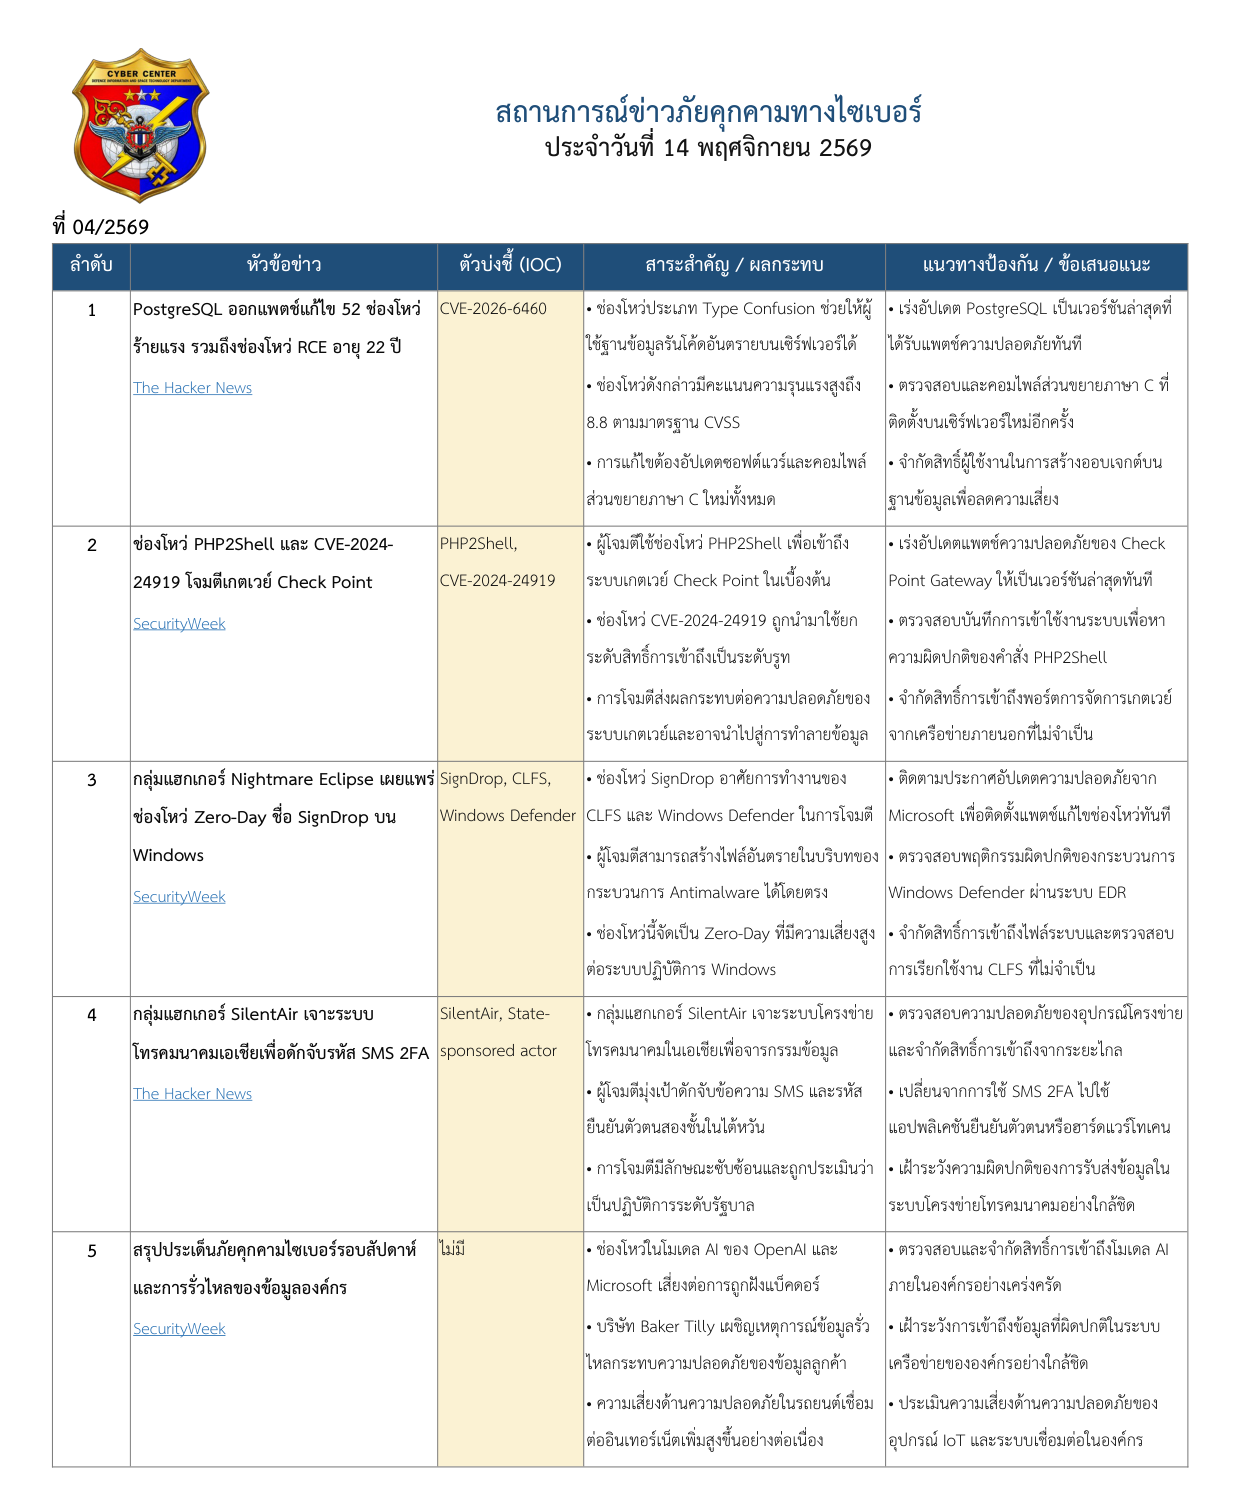 CYBER CENTER
DEFENCE INFORMATION AND SPACE TECHNOLOGY DEPARTMENT
สถานการณ์ข่าวภัยคุกคามทางไซเบอร์
ประจำวันที่ 14 พฤศจิกายน 2569
ที่ 04/2569
ลำดับ หัวข้อข่าว ตัวบ่งชี้ (IOC) สาระสำคัญ / ผลกระทบ แนวทางป้องกัน / ข้อเสนอแนะ
1
PostgreSQL ออกแพตช์แก้ไข 52 ช่องโหว่
ร้ายแรง รวมถึงช่องโหว่ RCE อายุ 22 ปี
The Hacker News
CVE-2026-6460
• ช่องโหว่ประเภท Type Confusion ช่วยให้ผู้
ใช้ฐานข้อมูลรันโค้ดอันตรายบนเซิร์ฟเวอร์ได้
• ช่องโหว่ดังกล่าวมีคะแนนความรุนแรงสูงถึง
8.8 ตามมาตรฐาน CVSS
• การแก้ไขต้องอัปเดตซอฟต์แวร์และคอมไพล์
ส่วนขยายภาษา C ใหม่ทั้งหมด
• เร่งอัปเดต PostgreSQL เป็นเวอร์ชันล่าสุดที่
ได้รับแพตช์ความปลอดภัยทันที
• ตรวจสอบและคอมไพล์ส่วนขยายภาษา C ที่
ติดตั้งบนเซิร์ฟเวอร์ใหม่อีกครั้ง
• จำกัดสิทธิ์ผู้ใช้งานในการสร้างออบเจกต์บน
ฐานข้อมูลเพื่อลดความเสี่ยง
2
ช่องโหว่ PHP2Shell และ CVE-2024-
24919 โจมตีเกตเวย์ Check Point
SecurityWeek
PHP2Shell,
CVE-2024-24919
• ผู้โจมตีใช้ช่องโหว่ PHP2Shell เพื่อเข้าถึง
ระบบเกตเวย์ Check Point ในเบื้องต้น
• ช่องโหว่ CVE-2024-24919 ถูกนำมาใช้ยก
ระดับสิทธิ์การเข้าถึงเป็นระดับรูท
• การโจมตีส่งผลกระทบต่อความปลอดภัยของ
ระบบเกตเวย์และอาจนำไปสู่การทำลายข้อมูล
• เร่งอัปเดตแพตช์ความปลอดภัยของ Check
Point Gateway ให้เป็นเวอร์ชันล่าสุดทันที
• ตรวจสอบบันทึกการเข้าใช้งานระบบเพื่อหา
ความผิดปกติของคำสั่ง PHP2Shell
• จำกัดสิทธิ์การเข้าถึงพอร์ตการจัดการเกตเวย์
จากเครือข่ายภายนอกที่ไม่จำเป็น
3
กลุ่มแฮกเกอร์ Nightmare Eclipse เผยแพร่
ช่องโหว่ Zero-Day ชื่อ SignDrop บน
Windows
SecurityWeek
SignDrop, CLFS,
Windows Defender
• ช่องโหว่ SignDrop อาศัยการทำงานของ
CLFS และ Windows Defender ในการโจมตี
• ผู้โจมตีสามารถสร้างไฟล์อันตรายในบริบทของ
กระบวนการ Antimalware ได้โดยตรง
• ช่องโหว่นี้จัดเป็น Zero-Day ที่มีความเสี่ยงสูง
ต่อระบบปฏิบัติการ Windows
• ติดตามประกาศอัปเดตความปลอดภัยจาก
Microsoft เพื่อติดตั้งแพตช์แก้ไขช่องโหว่ทันที
• ตรวจสอบพฤติกรรมผิดปกติของกระบวนการ
Windows Defender ผ่านระบบ EDR
• จำกัดสิทธิ์การเข้าถึงไฟล์ระบบและตรวจสอบ
การเรียกใช้งาน CLFS ที่ไม่จำเป็น
4
กลุ่มแฮกเกอร์ SilentAir เจาะระบบ
โทรคมนาคมเอเชียเพื่อดักจับรหัส SMS 2FA
The Hacker News
SilentAir, State-
sponsored actor
• กลุ่มแฮกเกอร์ SilentAir เจาะระบบโครงข่าย
โทรคมนาคมในเอเชียเพื่อจารกรรมข้อมูล
• ผู้โจมตีมุ่งเป้าดักจับข้อความ SMS และรหัส
ยืนยันตัวตนสองชั้นในไต้หวัน
• การโจมตีมีลักษณะซับซ้อนและถูกประเมินว่า
เป็นปฏิบัติการระดับรัฐบาล
• ตรวจสอบความปลอดภัยของอุปกรณ์โครงข่าย
และจำกัดสิทธิ์การเข้าถึงจากระยะไกล
• เปลี่ยนจากการใช้ SMS 2FA ไปใช้
แอปพลิเคชันยืนยันตัวตนหรือฮาร์ดแวร์โทเคน
• เฝ้าระวังความผิดปกติของการรับส่งข้อมูลใน
ระบบโครงข่ายโทรคมนาคมอย่างใกล้ชิด
5
สรุปประเด็นภัยคุกคามไซเบอร์รอบสัปดาห์
และการรั่วไหลของข้อมูลองค์กร
SecurityWeek
ไม่มี
• ช่องโหว่ในโมเดล AI ของ OpenAI และ
Microsoft เสี่ยงต่อการถูกฝังแบ็คดอร์
• บริษัท Baker Tilly เผชิญเหตุการณ์ข้อมูลรั่ว
ไหลกระทบความปลอดภัยของข้อมูลลูกค้า
• ความเสี่ยงด้านความปลอดภัยในรถยนต์เชื่อม
ต่ออินเทอร์เน็ตเพิ่มสูงขึ้นอย่างต่อเนื่อง
• ตรวจสอบและจำกัดสิทธิ์การเข้าถึงโมเดล AI
ภายในองค์กรอย่างเคร่งครัด
• เฝ้าระวังการเข้าถึงข้อมูลที่ผิดปกติในระบบ
เครือข่ายขององค์กรอย่างใกล้ชิด
• ประเมินความเสี่ยงด้านความปลอดภัยของ
อุปกรณ์ IoT และระบบเชื่อมต่อในองค์กร